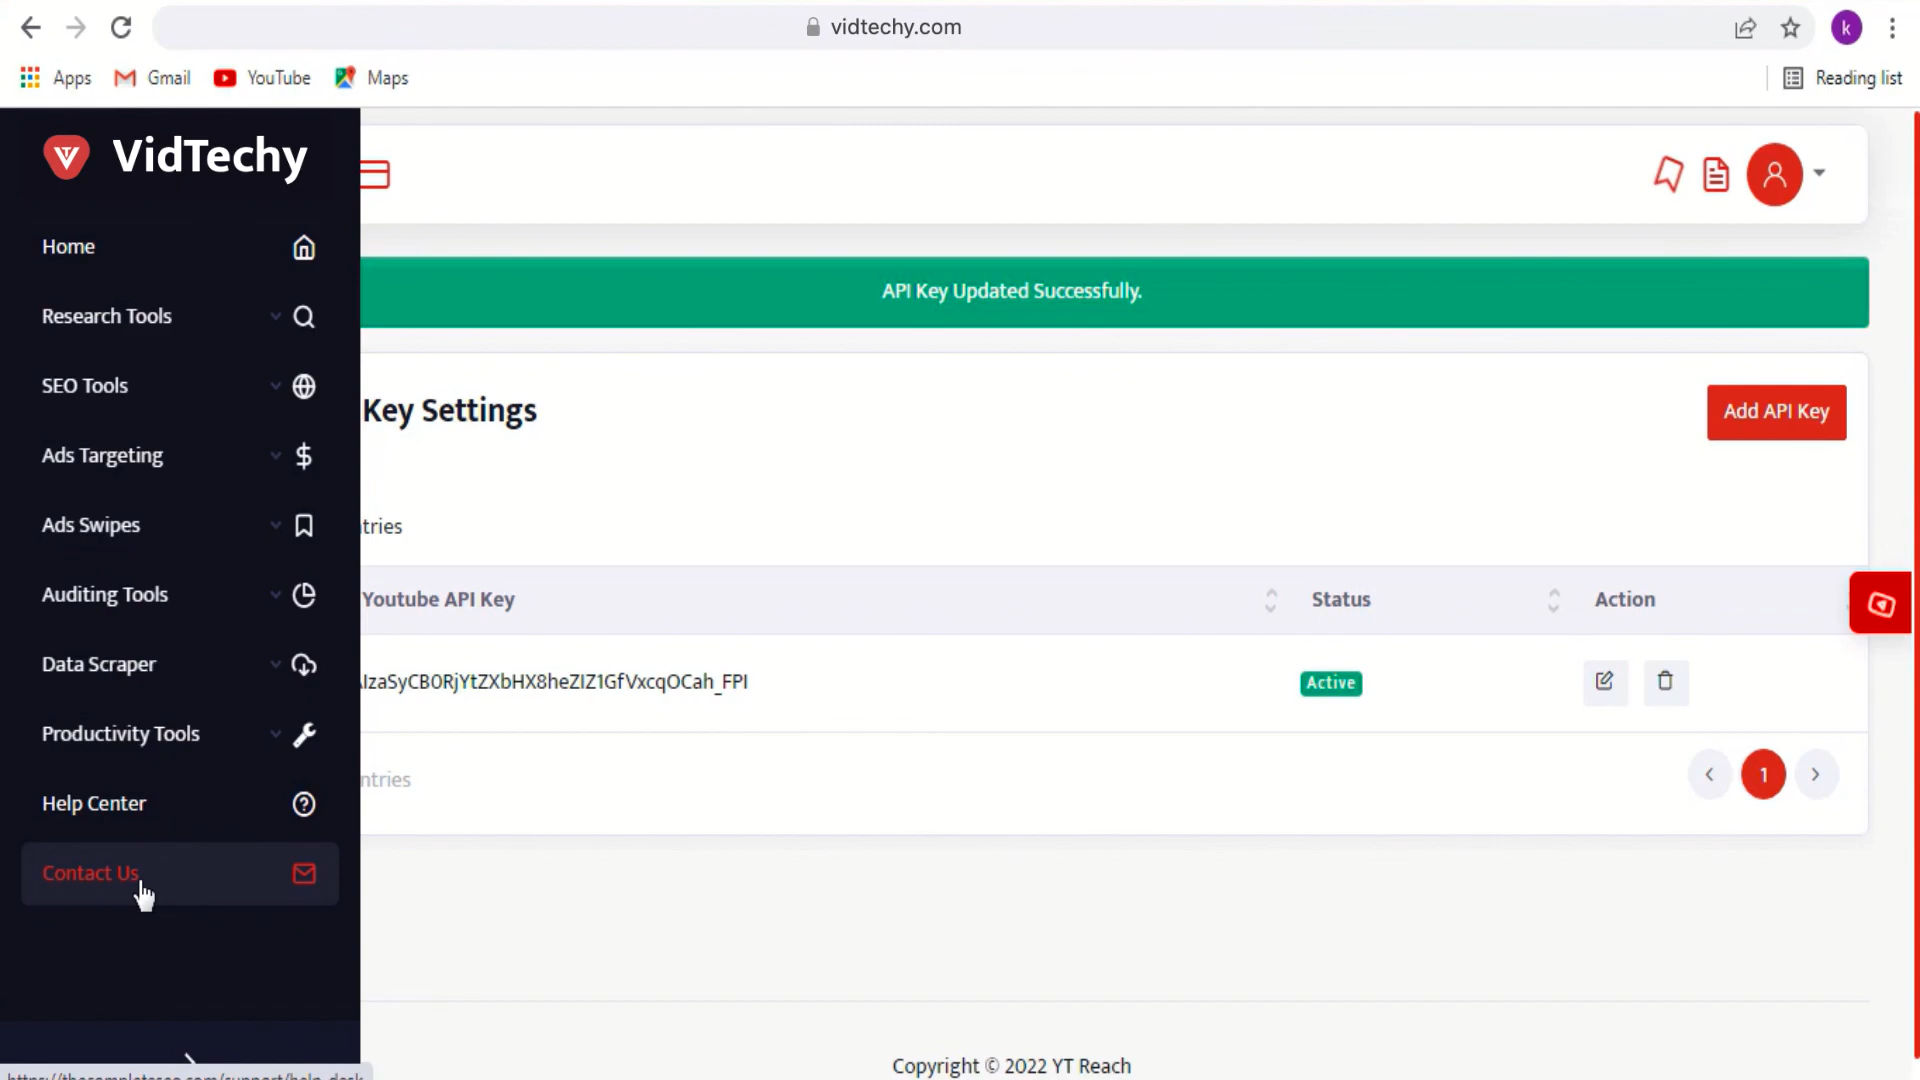 vidtechy.com
k
Apps
Gmail
YouTube
Maps
Reading list
VidTechy
Home
Research Tools
SEO Tools
Ads Targeting
Ads Swipes
Auditing Tools
Data Scraper
Productivity Tools
Help Center
Contact Us
API Key Updated Successfully.
Key Settings
Add API Key
tries
Youtube API Key
Status
Action
IzaSyCB0RjYtZXbHX8heZIZ1GfVxcqOCah_FPI
Active
ntries
1
Copyright © 2022 YT Reach